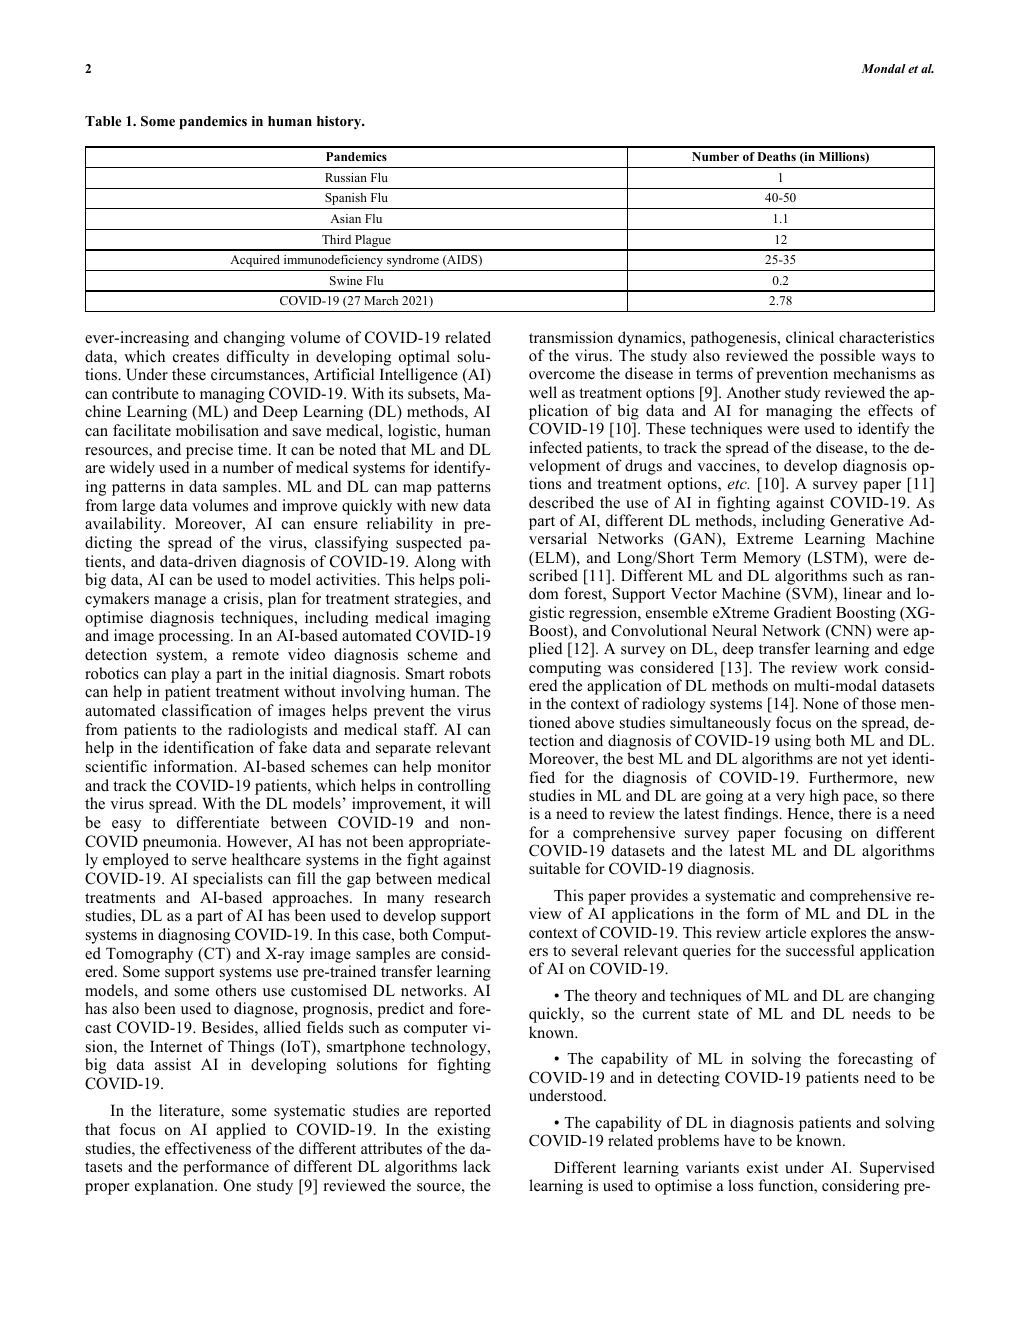 2
Mondal et al.
Table 1. Some pandemics in human history.
Pandemics Number of Deaths (in Millions)
Russian Flu 1
Spanish Flu 40-50
Asian Flu 1.1
Third Plague 12
Acquired immunodeficiency syndrome (AIDS) 25-35
Swine Flu 0.2
COVID-19 (27 March 2021) 2.78
ever-increasing and changing volume of COVID-19 related
data, which creates difficulty in developing optimal solu-
tions. Under these circumstances, Artificial Intelligence (AI)
can contribute to managing COVID-19. With its subsets, Ma-
chine Learning (ML) and Deep Learning (DL) methods, AI
can facilitate mobilisation and save medical, logistic, human
resources, and precise time. It can be noted that ML and DL
are widely used in a number of medical systems for identify-
ing patterns in data samples. ML and DL can map patterns
from large data volumes and improve quickly with new data
availability. Moreover, AI can ensure reliability in pre-
dicting the spread of the virus, classifying suspected pa-
tients, and data-driven diagnosis of COVID-19. Along with
big data, AI can be used to model activities. This helps poli-
cymakers manage a crisis, plan for treatment strategies, and
optimise diagnosis techniques, including medical imaging
and image processing. In an AI-based automated COVID-19
detection system, a remote video diagnosis scheme and
robotics can play a part in the initial diagnosis. Smart robots
can help in patient treatment without involving human. The
automated classification of images helps prevent the virus
from patients to the radiologists and medical staff. AI can
help in the identification of fake data and separate relevant
scientific information. AI-based schemes can help monitor
and track the COVID-19 patients, which helps in controlling
the virus spread. With the DL models’ improvement, it will
be easy to differentiate between COVID-19 and non-
COVID pneumonia. However, AI has not been appropriate-
ly employed to serve healthcare systems in the fight against
COVID-19. AI specialists can fill the gap between medical
treatments and AI-based approaches. In many research
studies, DL as a part of AI has been used to develop support
systems in diagnosing COVID-19. In this case, both Comput-
ed Tomography (CT) and X-ray image samples are consid-
ered. Some support systems use pre-trained transfer learning
models, and some others use customised DL networks. AI
has also been used to diagnose, prognosis, predict and fore-
cast COVID-19. Besides, allied fields such as computer vi-
sion, the Internet of Things (IoT), smartphone technology,
big data assist AI in developing solutions for fighting
COVID-19.
In the literature, some systematic studies are reported
that focus on AI applied to COVID-19. In the existing
studies, the effectiveness of the different attributes of the da-
tasets and the performance of different DL algorithms lack
proper explanation. One study [9] reviewed the source, the
transmission dynamics, pathogenesis, clinical characteristics
of the virus. The study also reviewed the possible ways to
overcome the disease in terms of prevention mechanisms as
well as treatment options [9]. Another study reviewed the ap-
plication of big data and AI for managing the effects of
COVID-19 [10]. These techniques were used to identify the
infected patients, to track the spread of the disease, to the de-
velopment of drugs and vaccines, to develop diagnosis op-
tions and treatment options, etc. [10]. A survey paper [11]
described the use of AI in fighting against COVID-19. As
part of AI, different DL methods, including Generative Ad-
versarial Networks (GAN), Extreme Learning Machine
(ELM), and Long/Short Term Memory (LSTM), were de-
scribed [11]. Different ML and DL algorithms such as ran-
dom forest, Support Vector Machine (SVM), linear and lo-
gistic regression, ensemble eXtreme Gradient Boosting (XG-
Boost), and Convolutional Neural Network (CNN) were ap-
plied [12]. A survey on DL, deep transfer learning and edge
computing was considered [13]. The review work consid-
ered the application of DL methods on multi-modal datasets
in the context of radiology systems [14]. None of those men-
tioned above studies simultaneously focus on the spread, de-
tection and diagnosis of COVID-19 using both ML and DL.
Moreover, the best ML and DL algorithms are not yet identi-
fied for the diagnosis of COVID-19. Furthermore, new
studies in ML and DL are going at a very high pace, so there
is a need to review the latest findings. Hence, there is a need
for a comprehensive survey paper focusing on different
COVID-19 datasets and the latest ML and DL algorithms
suitable for COVID-19 diagnosis.
This paper provides a systematic and comprehensive re-
view of AI applications in the form of ML and DL in the
context of COVID-19. This review article explores the answ-
ers to several relevant queries for the successful application
of AI on COVID-19.
• The theory and techniques of ML and DL are changing
quickly, so the current state of ML and DL needs to be
known.
• The capability of ML in solving the forecasting of
COVID-19 and in detecting COVID-19 patients need to be
understood.
• The capability of DL in diagnosis patients and solving
COVID-19 related problems have to be known.
Different learning variants exist under AI. Supervised
learning is used to optimise a loss function, considering pre-